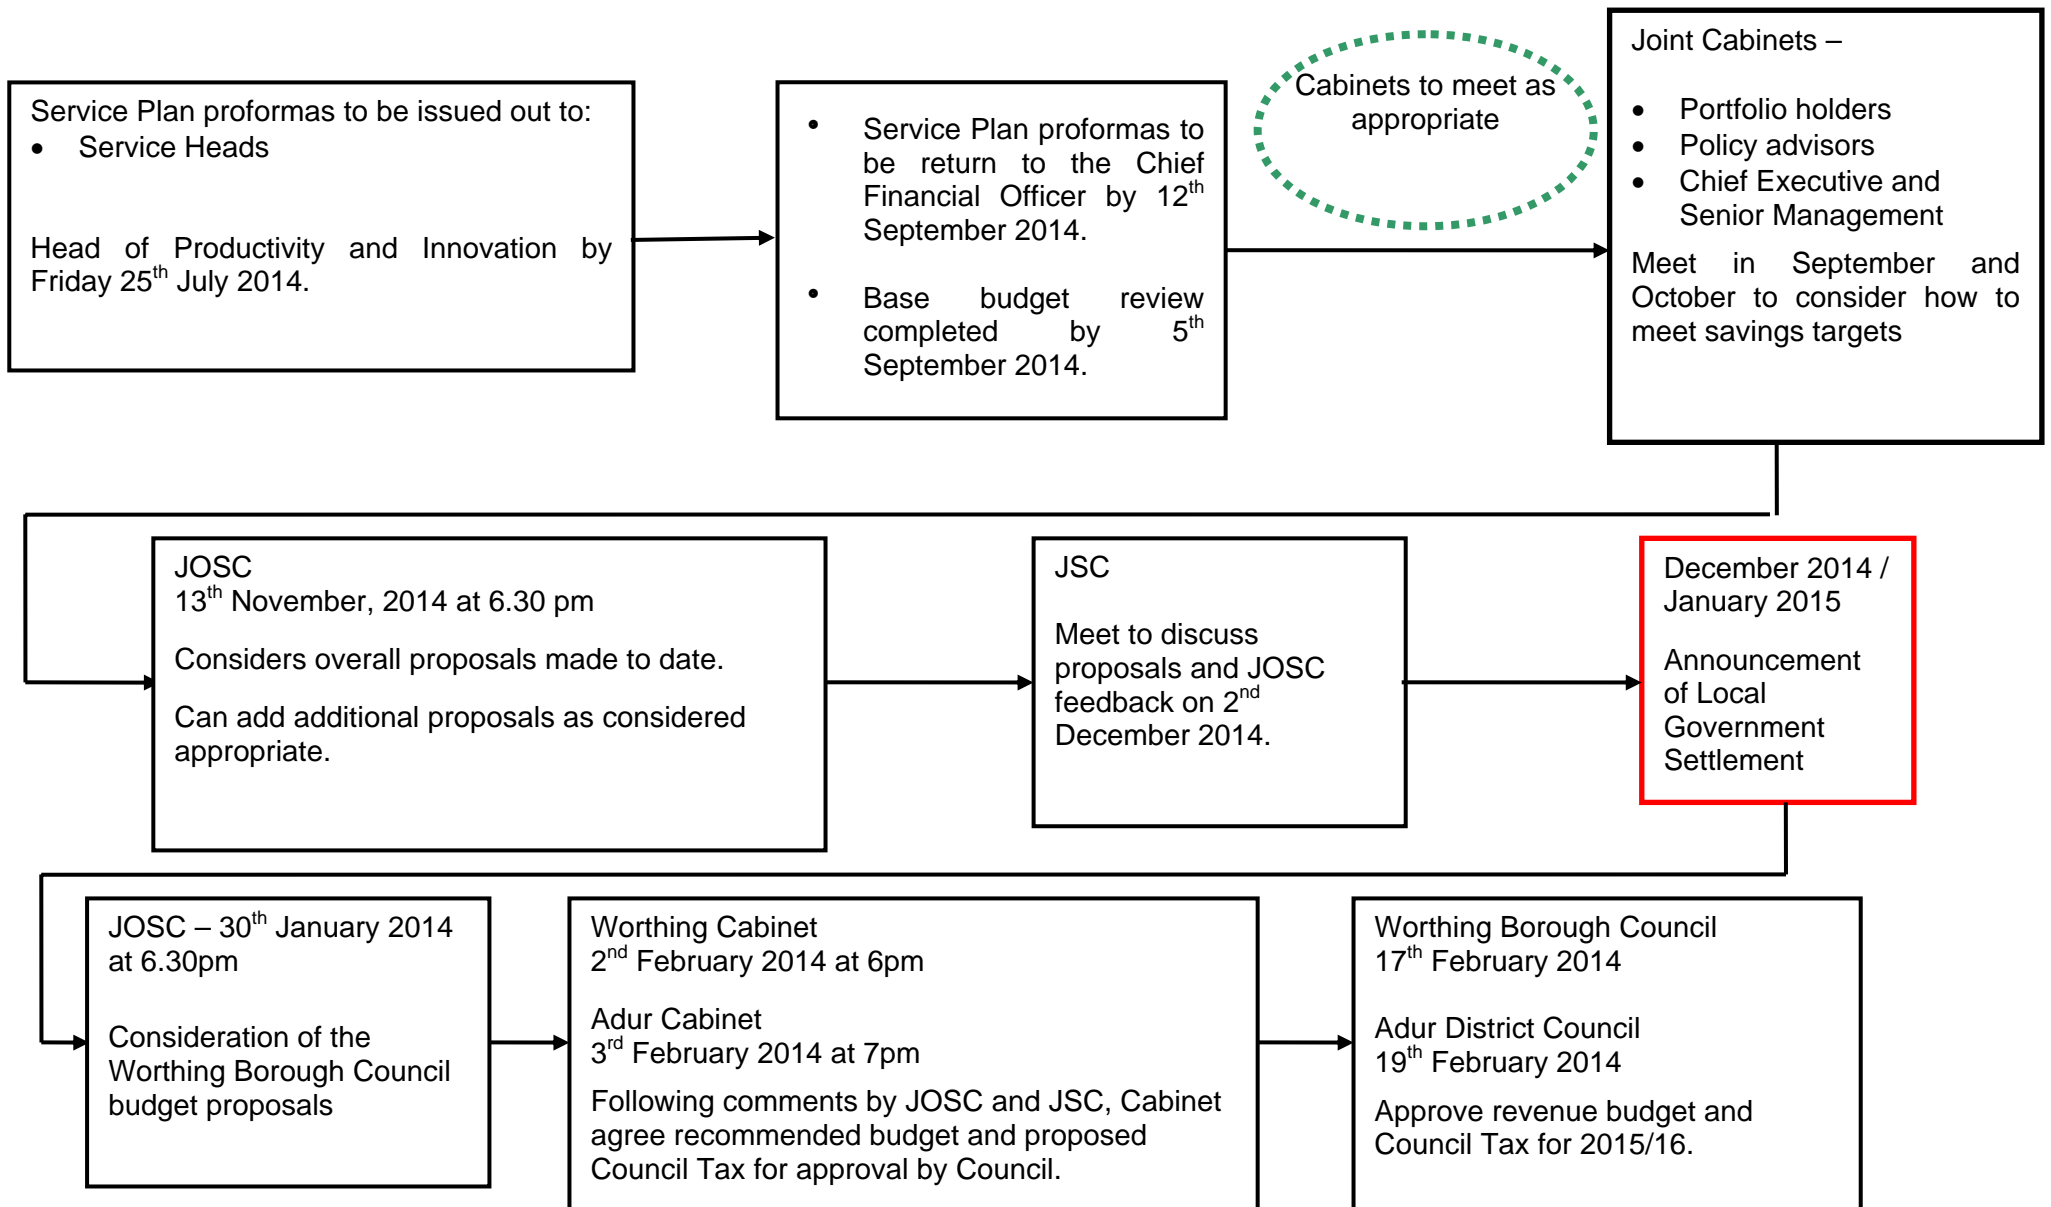 Service Plan proformas to be issued out to:
• Service Heads
Head of Productivity and Innovation by
Friday 25th July 2014.
• Service Plan proformas to
be return to the Chief
Financial Officer by 12th
September 2014.
• Base budget review
completed by 5th
September 2014.
Cabinets to meet as
appropriate
Joint Cabinets –
• Portfolio holders
• Policy advisors
• Chief Executive and
Senior Management
Meet in September and
October to consider how to
meet savings targets
JOSC
13th November, 2014 at 6.30 pm
Considers overall proposals made to date.
Can add additional proposals as considered
appropriate.
JSC
Meet to discuss
proposals and JOSC
feedback on 2nd
December 2014.
December 2014 /
January 2015
Announcement
of Local
Government
Settlement
JOSC – 30th January 2014
at 6.30pm
Consideration of the
Worthing Borough Council
budget proposals
Worthing Cabinet
2nd February 2014 at 6pm
Adur Cabinet
3rd February 2014 at 7pm
Following comments by JOSC and JSC, Cabinet
agree recommended budget and proposed
Council Tax for approval by Council.
Worthing Borough Council
17th February 2014
Adur District Council
19th February 2014
Approve revenue budget and
Council Tax for 2015/16.